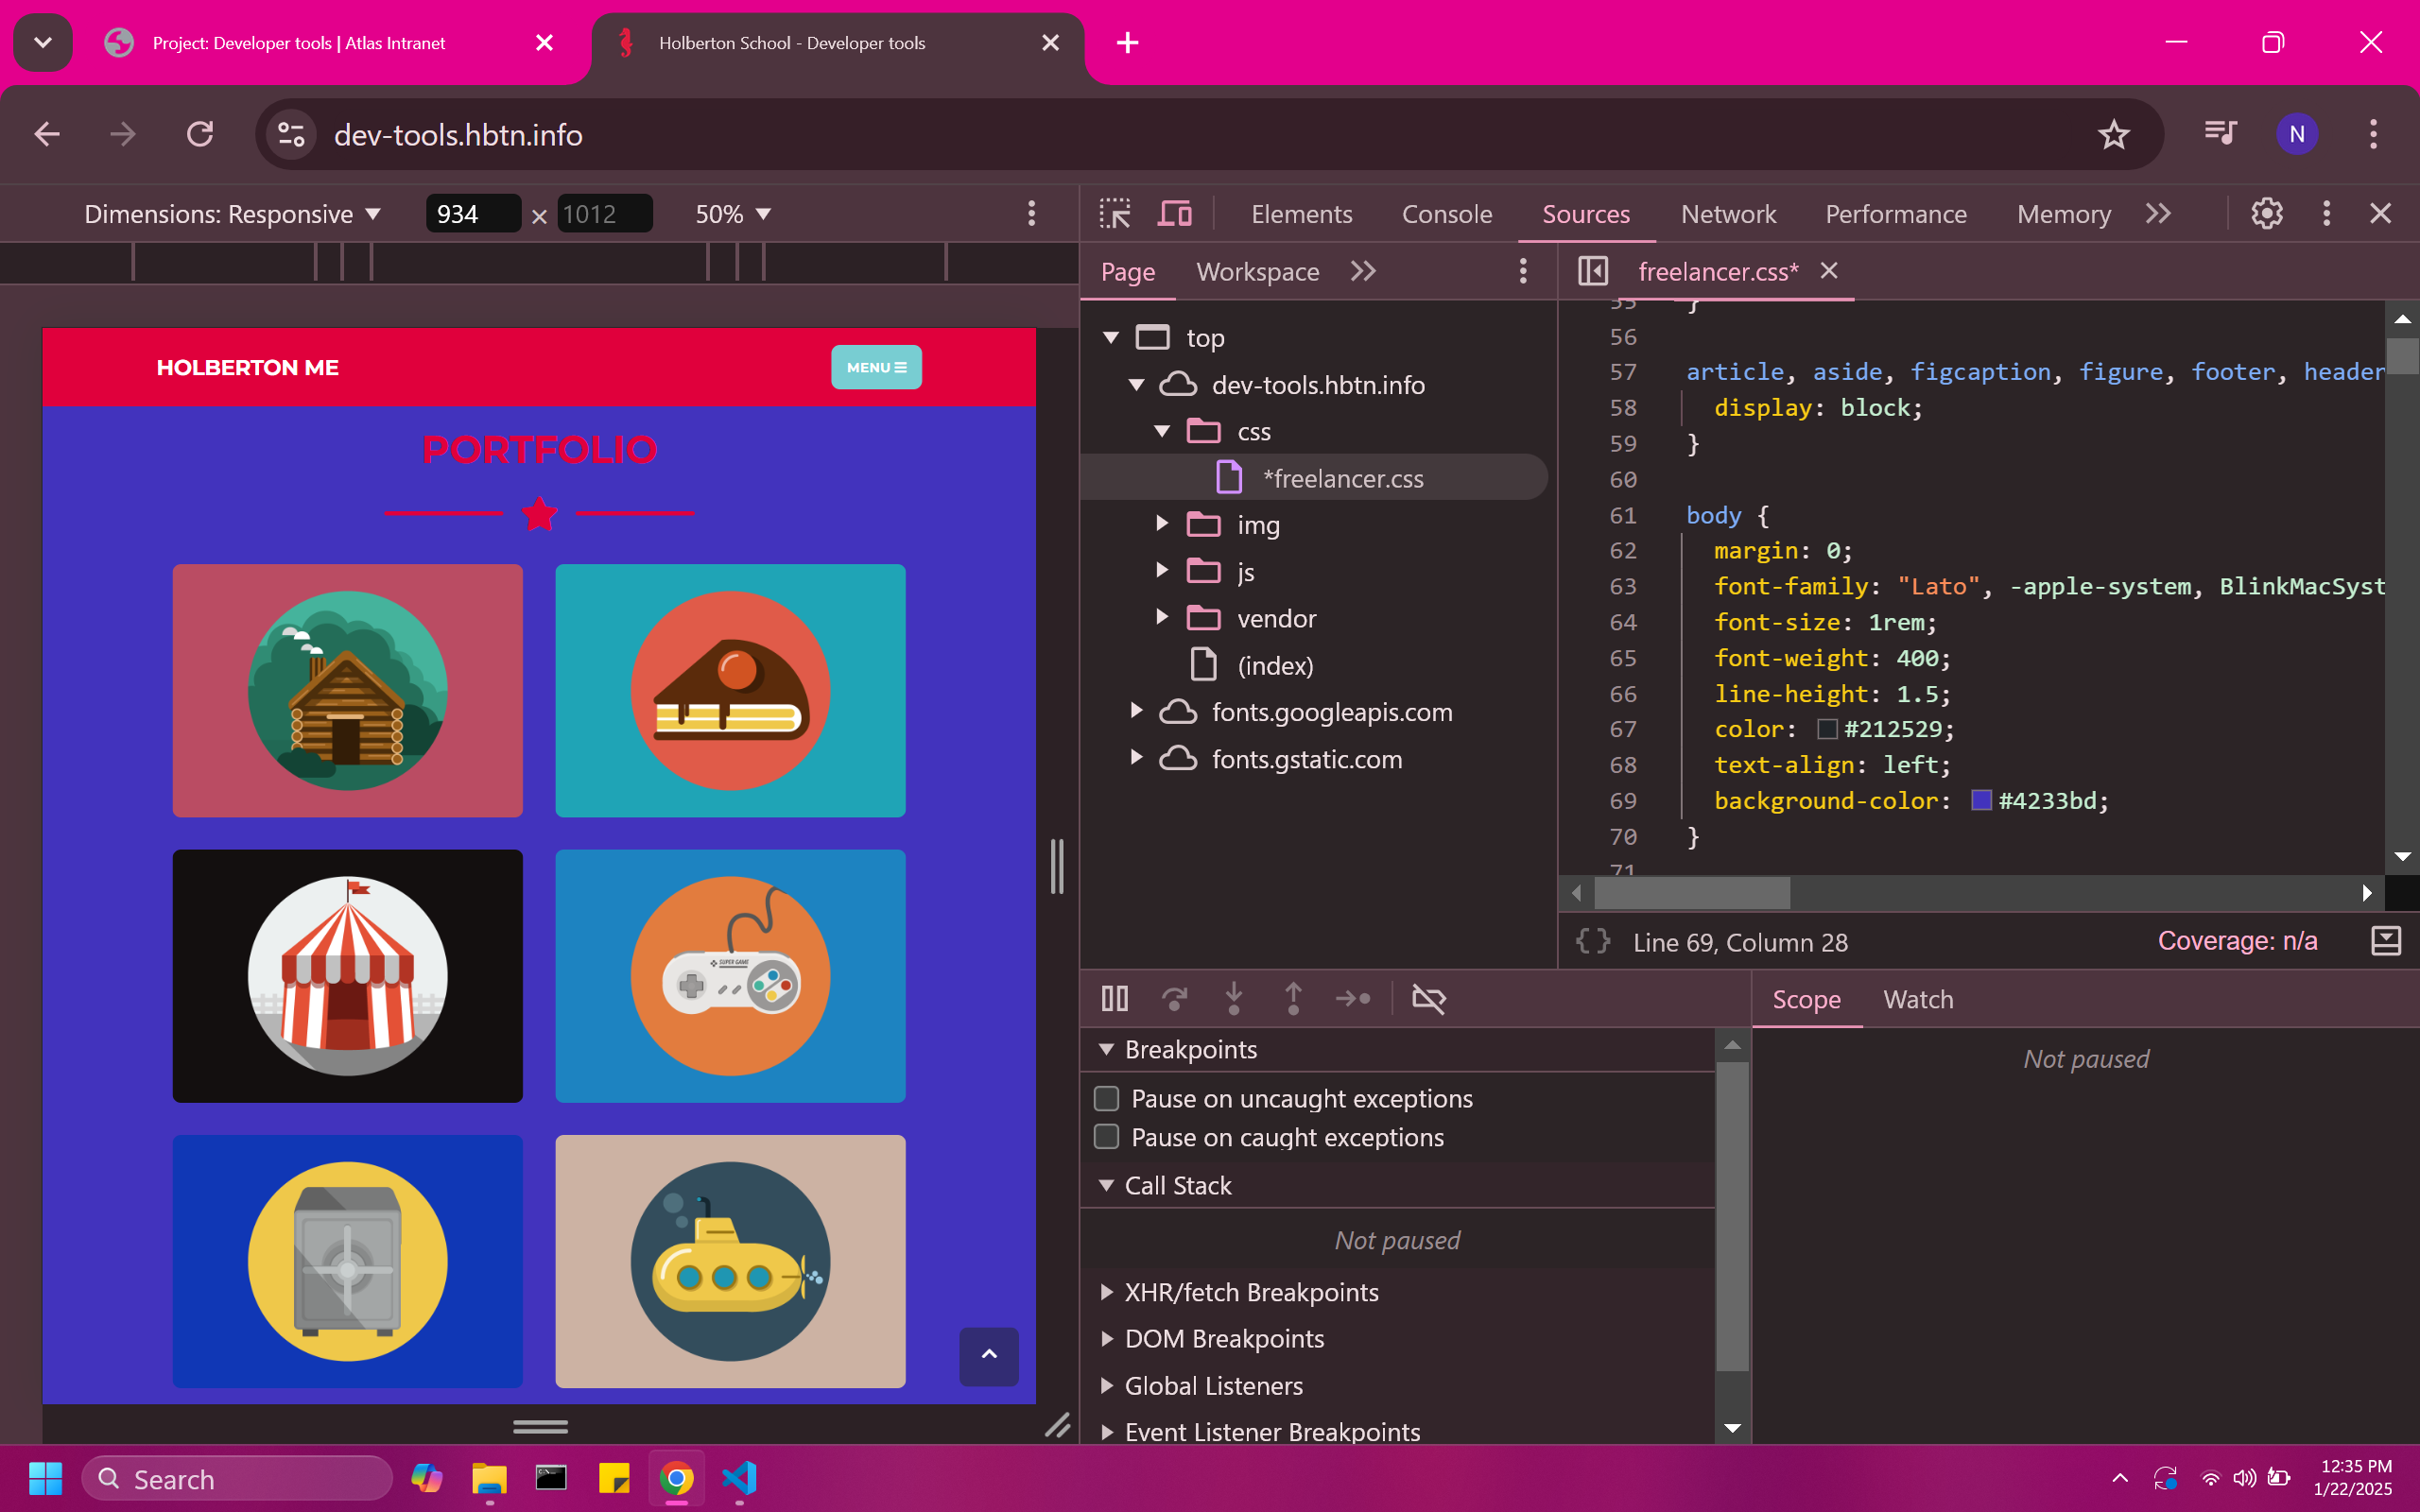 Project: Developer tools | Atlas Intranet
Holberton School - Developer tools
dev-tools.hbtn.info
N
Dimensions: Responsive
934 × 1012
50%
Elements
Console
Sources
Network
Performance
Memory
HOLBERTON ME
MENU
PORTFOLIO
SUPER GAME
Page
Workspace
top
dev-tools.hbtn.info
css
*freelancer.css
img
js
vendor
(index)
fonts.googleapis.com
fonts.gstatic.com
freelancer.css*
55 }
56
57 article, aside, figcaption, figure, footer, header
58 display: block;
59 }
60
61 body {
62 margin: 0;
63 font-family: "Lato", -apple-system, BlinkMacSyst
64 font-size: 1rem;
65 font-weight: 400;
66 line-height: 1.5;
67 color: #212529;
68 text-align: left;
69 background-color: #4233bd;
70 }
71
{ } Line 69, Column 28
Coverage: n/a
Breakpoints
Pause on uncaught exceptions
Pause on caught exceptions
Call Stack
Not paused
XHR/fetch Breakpoints
DOM Breakpoints
Global Listeners
Event Listener Breakpoints
Scope
Watch
Not paused
Search
12:35 PM
1/22/2025